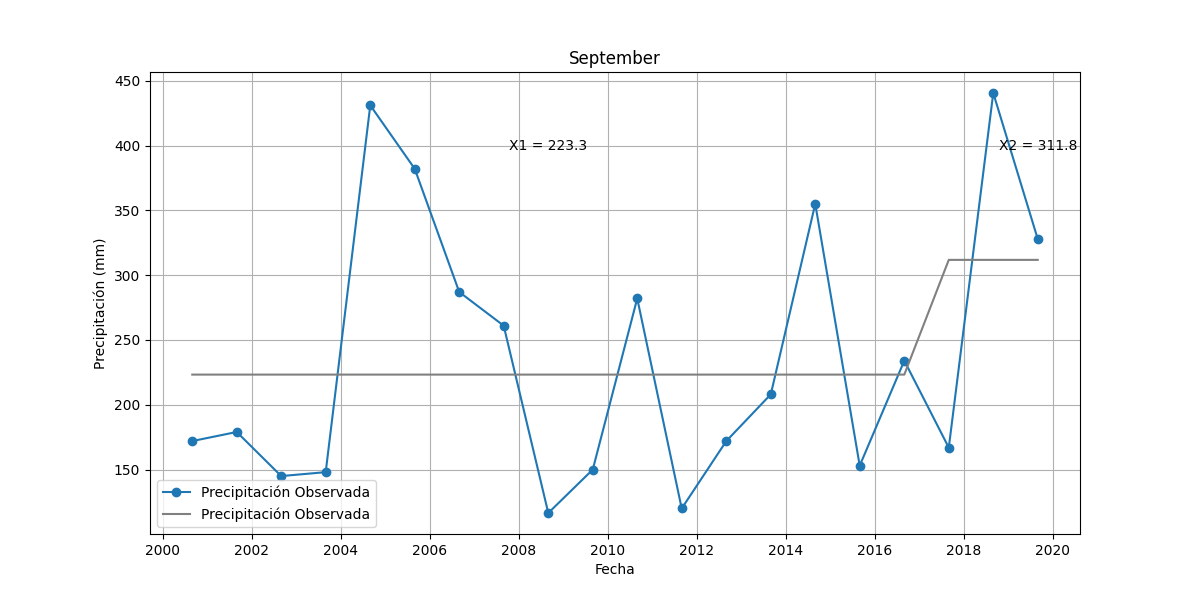 September
450
400
350
300
250
200
150
Precipitación (mm)
X1 = 223.3
X2 = 311.8
Precipitación Observada
Precipitación Observada
2000 2002 2004 2006 2008 2010 2012 2014 2016 2018 2020
Fecha